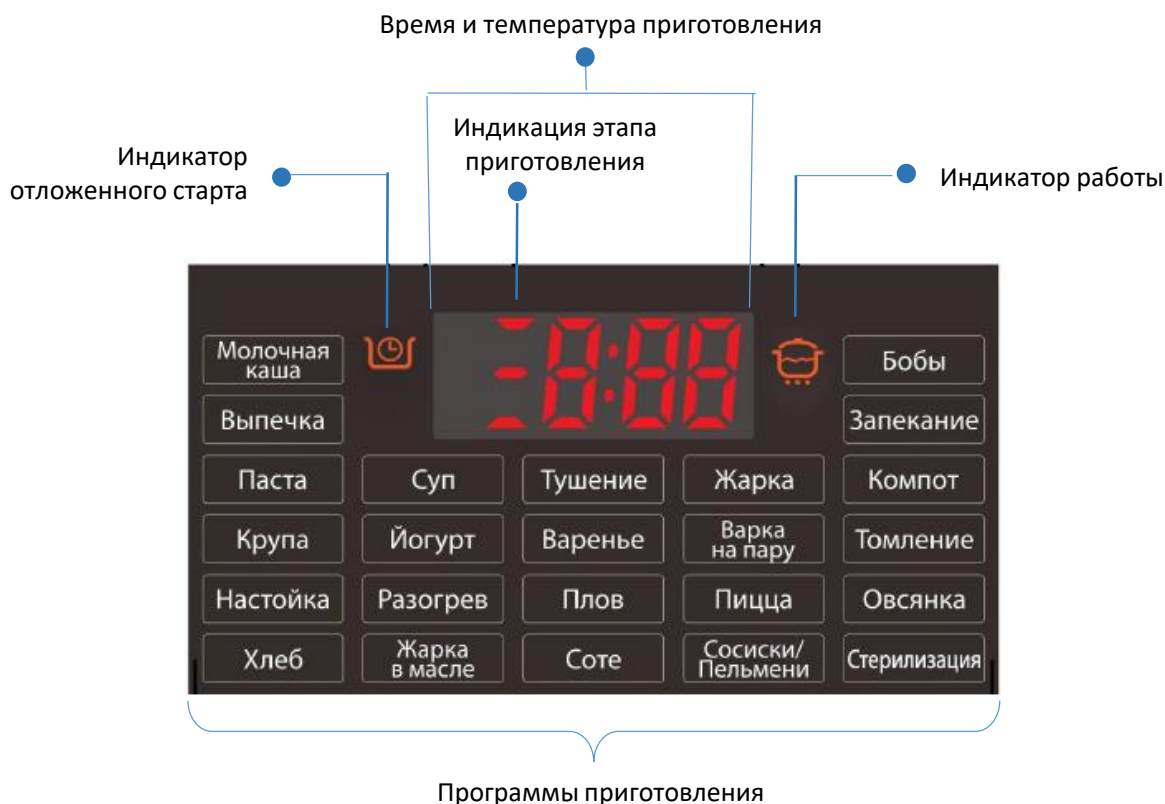 Время и температура приготовления
Индикация этапа
приготовления
Индикатор
отложенного старта
Индикатор работы
8:88
Молочная
каша
Бобы
Выпечка
Запекание
Паста
Суп
Тушение
Жарка
Компот
Крупа
Йогурт
Варенье
Варка
на пару
Томление
Настойка
Разогрев
Плов
Пицца
Овсянка
Хлеб
Жарка
в масле
Соте
Сосиски/
Пельмени
Стерилизация
Программы приготовления